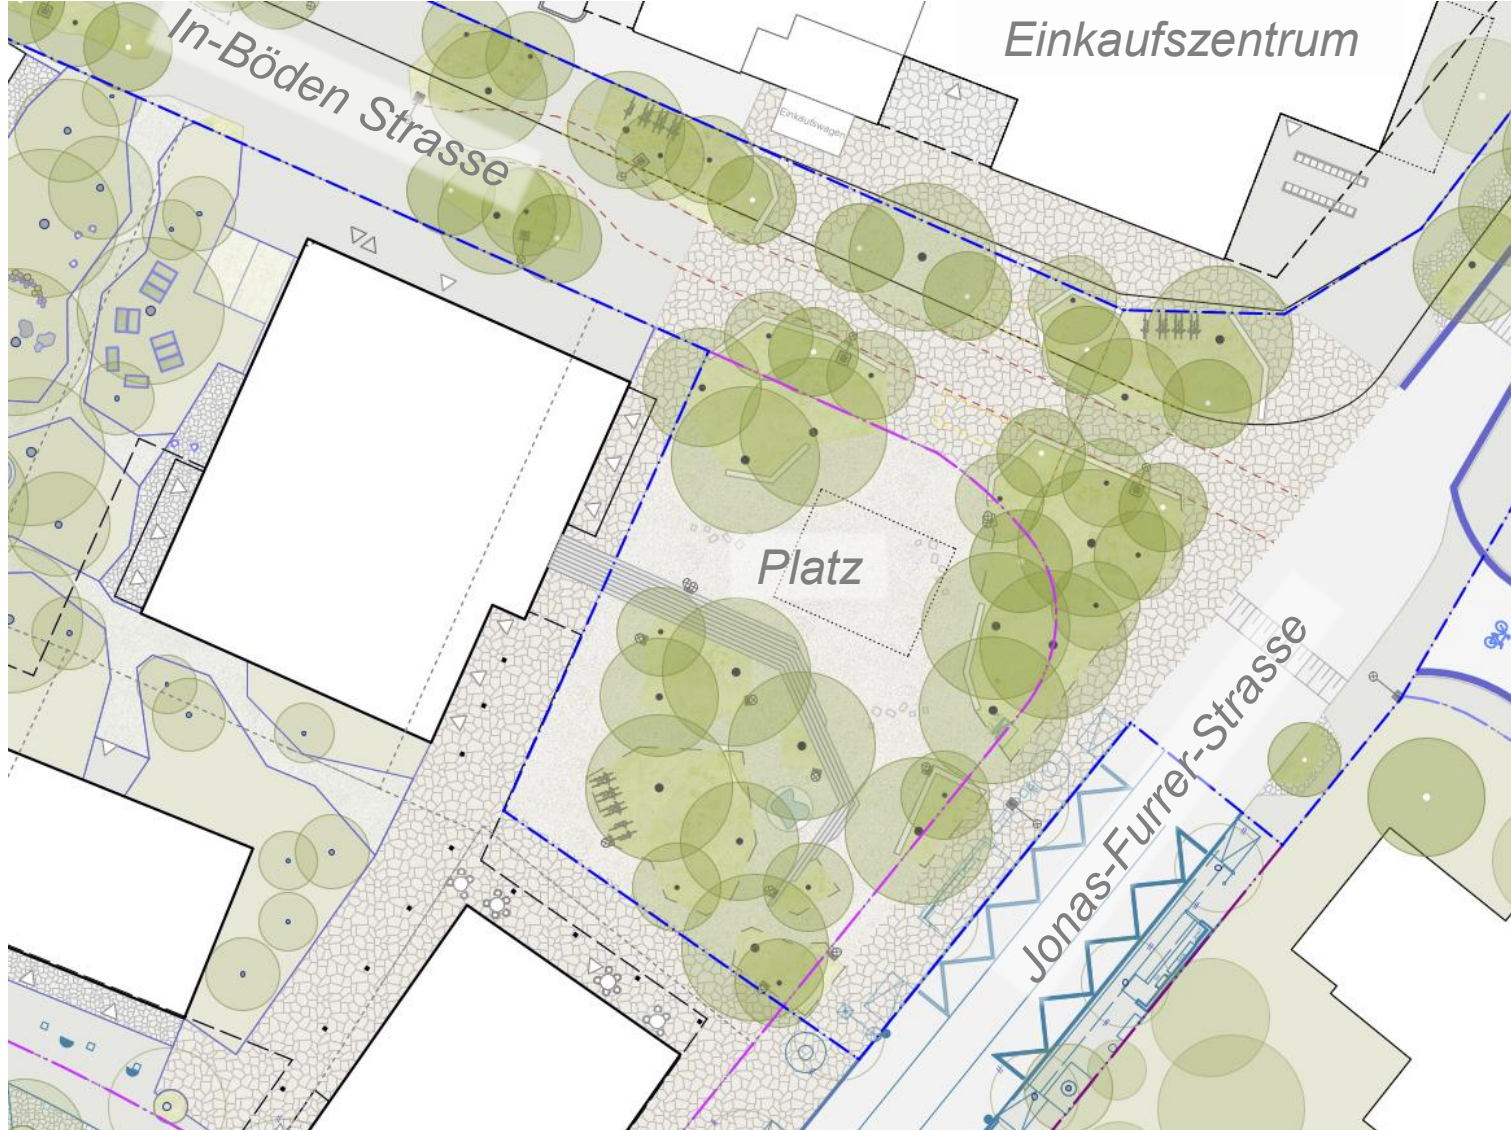 In-Böden Strasse
Einkaufszentrum
Einkaufswagen
Platz
Jonas-Furrer-Strasse